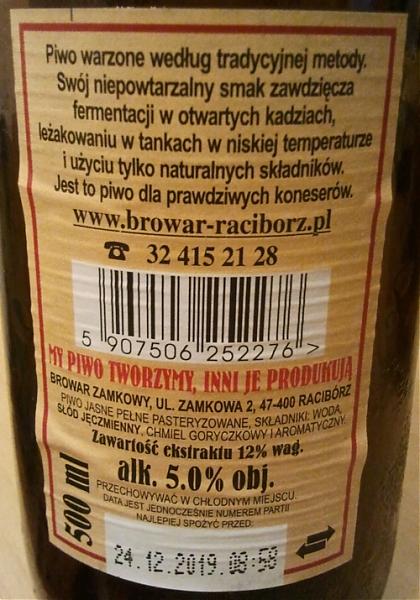 Piwo warzone według tradycyjnej metody.
Swój niepowtarzalny smak zawdzięcza
fermentacji w otwartych kadziach,
leżakowaniu w tankach w niskiej temperaturze
i użyciu tylko naturalnych składników.
Jest to piwo dla prawdziwych koneserów.
www.browar-raciborz.pl
☎ 32 415 21 28
5 907506 252276 >
MY PIWO TWORZYMY, INNI JE PRODUKUJĄ
BROWAR ZAMKOWY, UL. ZAMKOWA 2, 47-400 RACIBÓRZ
PIWO JASNE PEŁNE PASTERYZOWANE, SKŁADNIKI: WODA,
SŁÓD JĘCZMIENNY, CHMIEL GORYCZKOWY I AROMATYCZNY.
Zawartość ekstraktu 12% wag.
alk. 5.0% obj.
500 ml
PRZECHOWYWAĆ W CHŁODNYM MIEJSCU.
DATA JEST JEDNOCZEŚNIE NUMEREM PARTII
NAJLEPIEJ SPOŻYĆ PRZED:
24.12.2019.08:58